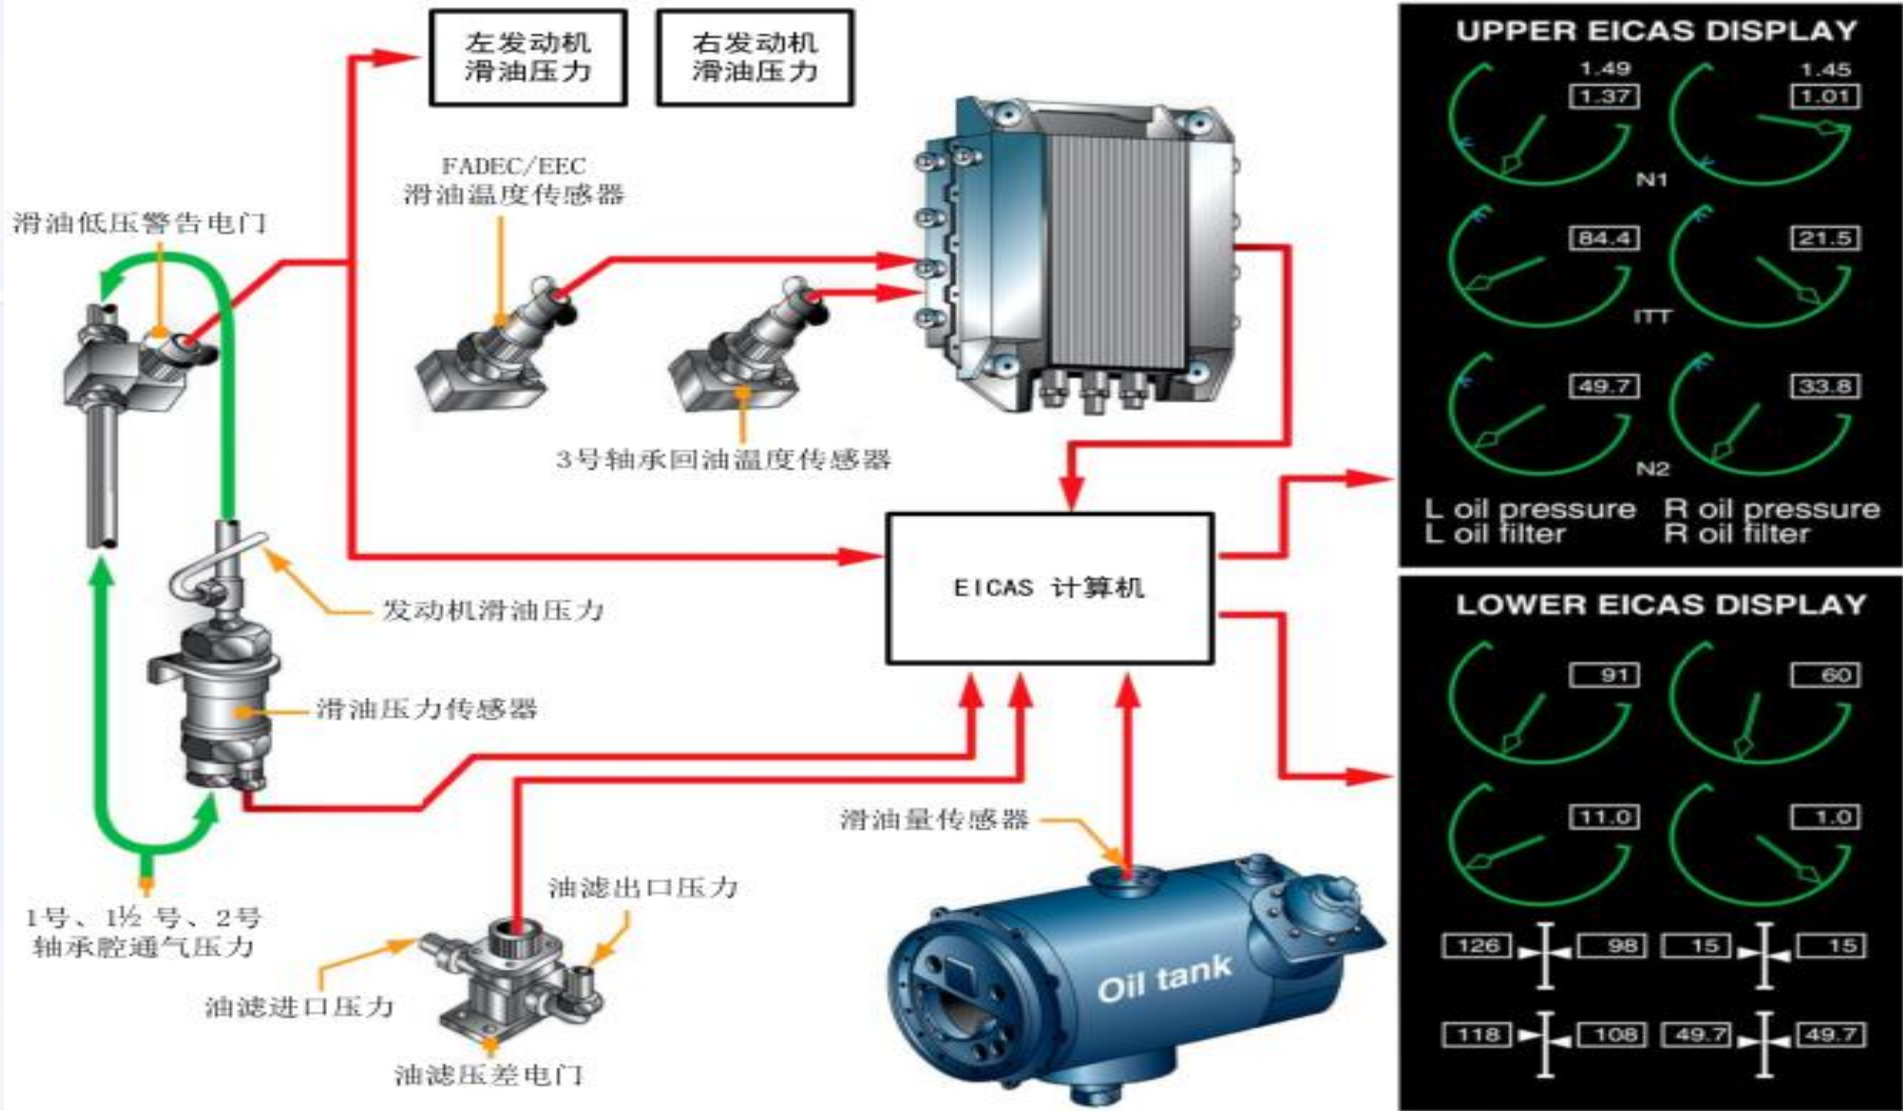 左发动机
滑油压力
右发动机
滑油压力
FADEC/EEC
滑油温度传感器
滑油低压警告电门
3号轴承回油温度传感器
EICAS 计算机
发动机滑油压力
滑油压力传感器
滑油量传感器
1号、1½ 号、2号
轴承腔通气压力
油滤出口压力
油滤进口压力
油滤压差电门
Oil tank
UPPER EICAS DISPLAY
1.49
1.37
1.45
1.01
N1
84.4
21.5
ITT
49.7
33.8
N2
L oil pressure R oil pressure
L oil filter R oil filter
LOWER EICAS DISPLAY
91
60
11.0
1.0
126 98 15 15
118 108 49.7 49.7